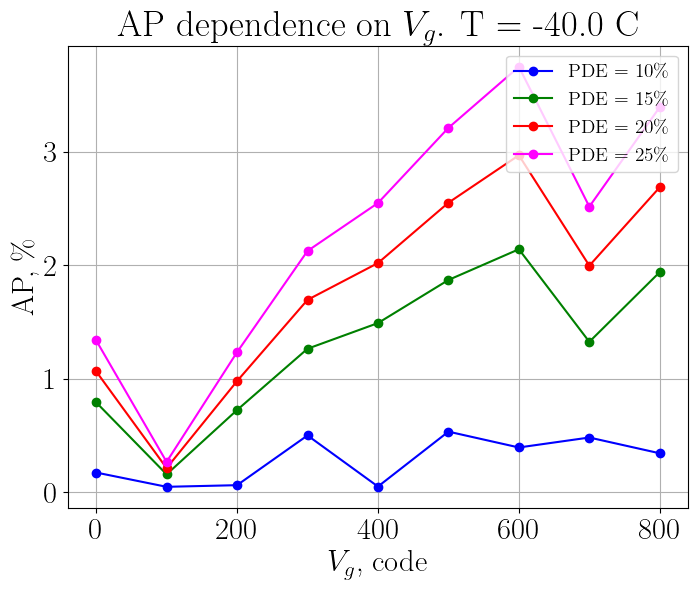 AP dependence on V_g. T = -40.0 C
PDE = 10%
PDE = 15%
PDE = 20%
PDE = 25%
AP, %
3
2
1
0
0 200 400 600 800
V_g, code